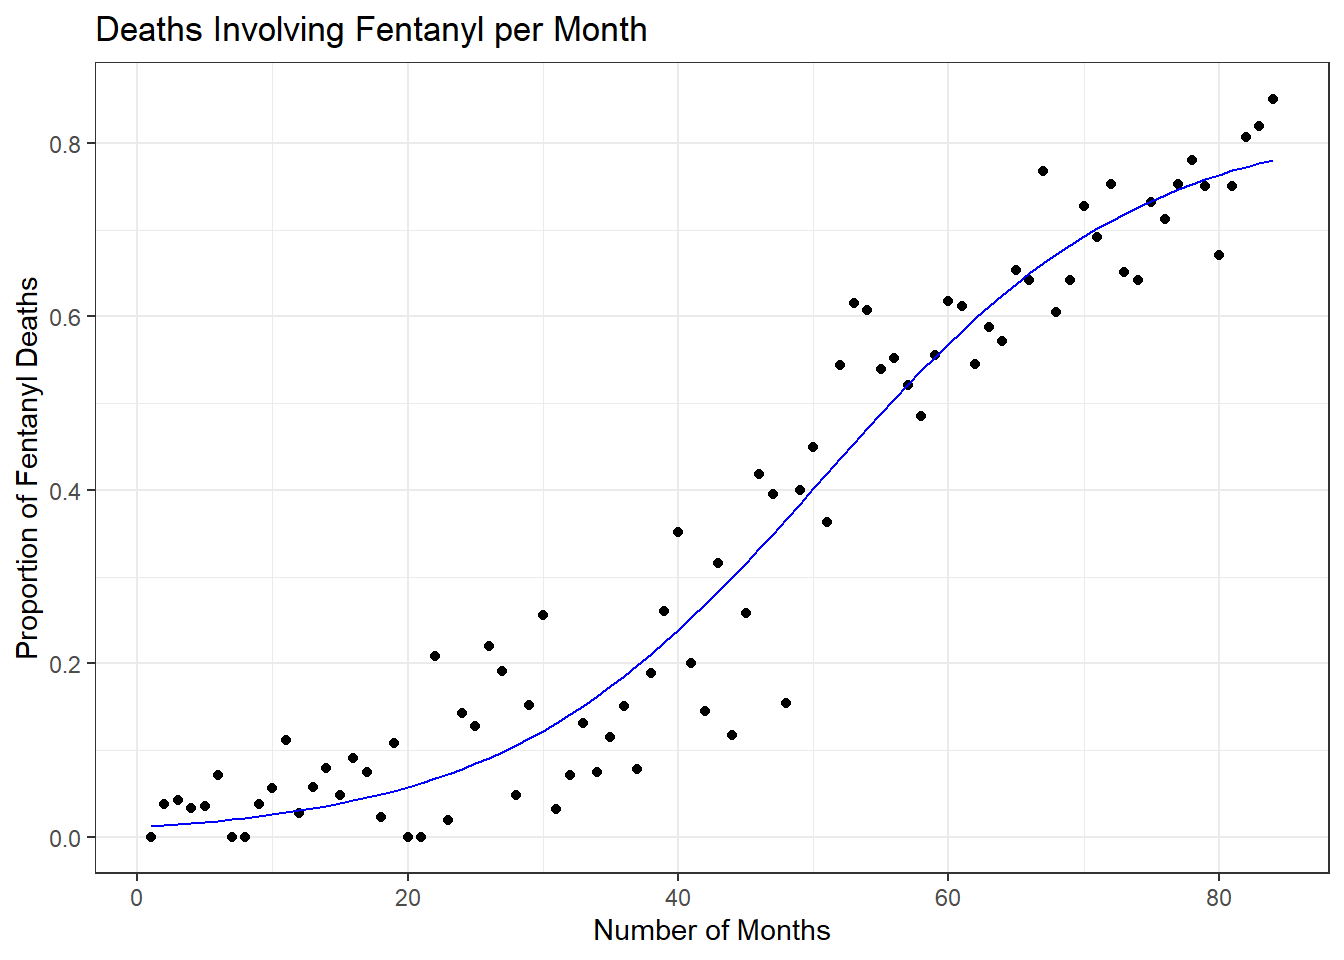 Deaths Involving Fentanyl per Month
Proportion of Fentanyl Deaths
0.8
0.6
0.4
0.2
0.0
0 20 40 60 80
Number of Months